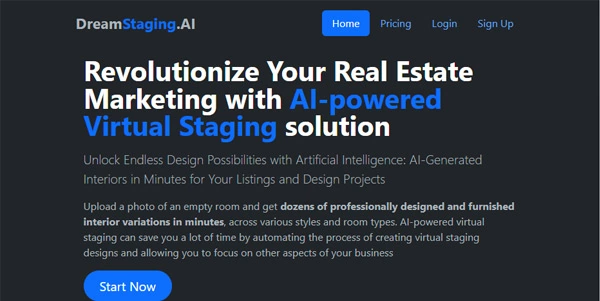 DreamStaging.AI
Home Pricing Login Sign Up
Revolutionize Your Real Estate
Marketing with AI-powered
Virtual Staging solution
Unlock Endless Design Possibilities with Artificial Intelligence: AI-Generated
Interiors in Minutes for Your Listings and Design Projects
Upload a photo of an empty room and get dozens of professionally designed and furnished
interior variations in minutes, across various styles and room types. AI-powered virtual
staging can save you a lot of time by automating the process of creating virtual staging
designs and allowing you to focus on other aspects of your business
Start Now